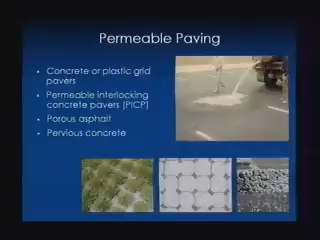 Permeable Paving
• Concrete or plastic grid
pavers
• Permeable interlocking
concrete pavers (PICP)
• Porous asphalt
• Pervious concrete